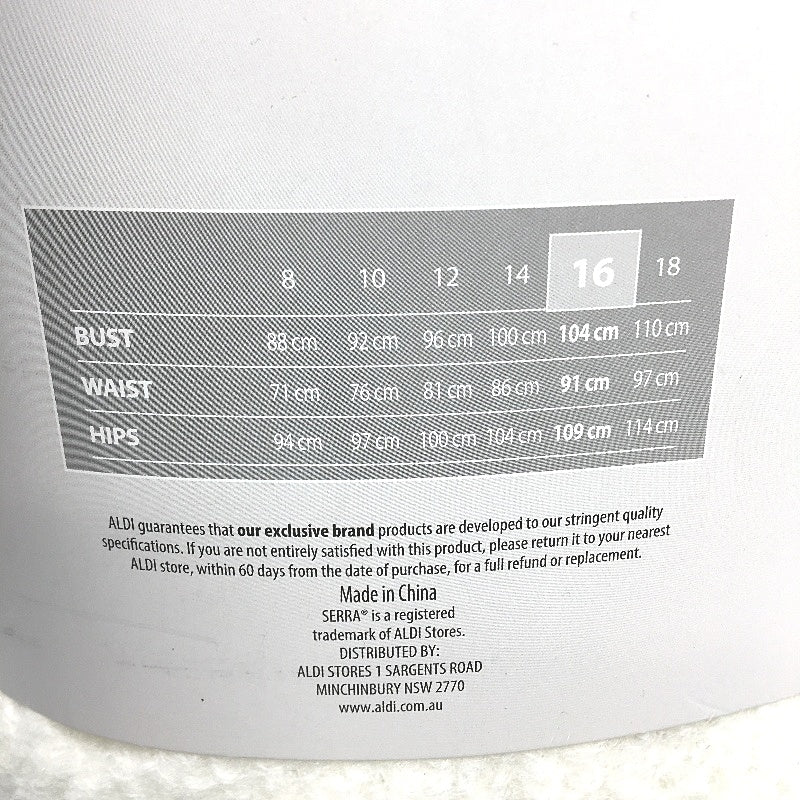 8 10 12 14 16 18
BUST 88 cm 92 cm 96 cm 100 cm 104 cm 110 cm
WAIST 71 cm 76 cm 81 cm 86 cm 91 cm 97 cm
HIPS 94 cm 97 cm 100 cm 104 cm 109 cm 114 cm
ALDI guarantees that our exclusive brand products are developed to our stringent quality
specifications. If you are not entirely satisfied with this product, please return it to your nearest
ALDI store, within 60 days from the date of purchase, for a full refund or replacement.
Made in China
SERRA® is a registered
trademark of ALDI Stores.
DISTRIBUTED BY:
ALDI STORES 1 SARGENTS ROAD
MINCHINBURY NSW 2770
www.aldi.com.au